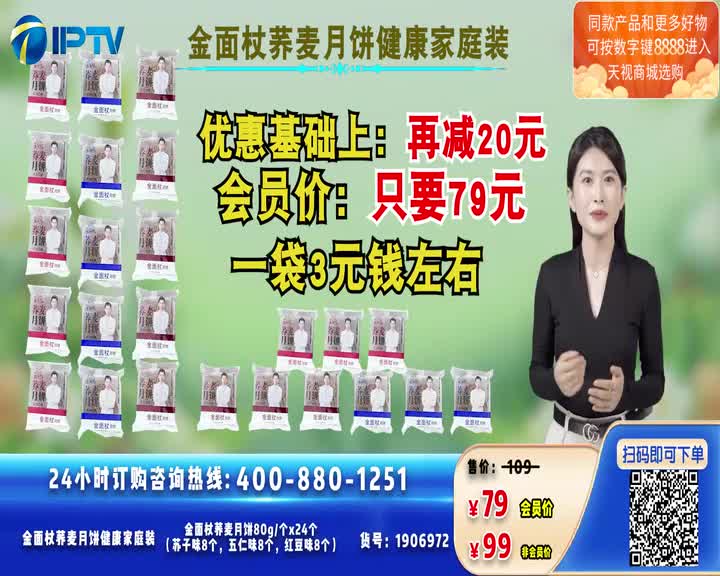 IPTV
金面杖荞麦月饼健康家庭装
同款产品和更多好物
可按数字键8888进入
天视商城选购
优惠基础上：再减20元
会员价：只要79元
一袋3元钱左右
24小时订购咨询热线:400-880-1251
金面杖荞麦月饼健康家庭装
金面杖荞麦月饼80g/个x24个
（苏子味8个，五仁味8个，红豆味8个）
货号：1906972
售价：109
￥79 会员价
￥99 非会员价
扫码即可下单